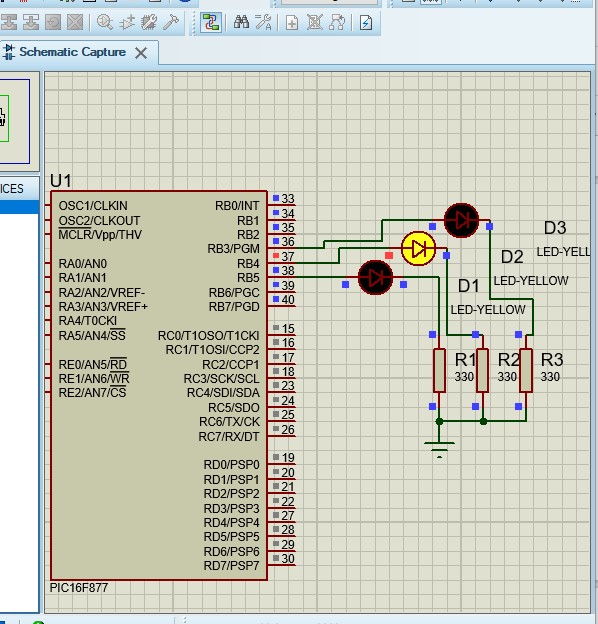 Schematic Capture
ICES
U1
OSC1/CLKIN
OSC2/CLKOUT
MCLR/Vpp/THV
RA0/AN0
RA1/AN1
RA2/AN2/VREF-
RA3/AN3/VREF+
RA4/T0CKI
RA5/AN4/SS
RE0/AN5/RD
RE1/AN6/WR
RE2/AN7/CS
RB0/INT 33
RB1 34
RB2 35
RB3/PGM 36
RB4 37
RB5 38
RB6/PGC 39
RB7/PGD 40
RC0/T1OSO/T1CKI 15
RC1/T1OSI/CCP2 16
RC2/CCP1 17
RC3/SCK/SCL 18
RC4/SDI/SDA 23
RC5/SDO 24
RC6/TX/CK 25
RC7/RX/DT 26
RD0/PSP0 19
RD1/PSP1 20
RD2/PSP2 21
RD3/PSP3 22
RD4/PSP4 27
RD5/PSP5 28
RD6/PSP6 29
RD7/PSP7 30
PIC16F877
D3
LED-YELL
D2
LED-YELLOW
D1
LED-YELLOW
R1
330
R2
330
R3
330